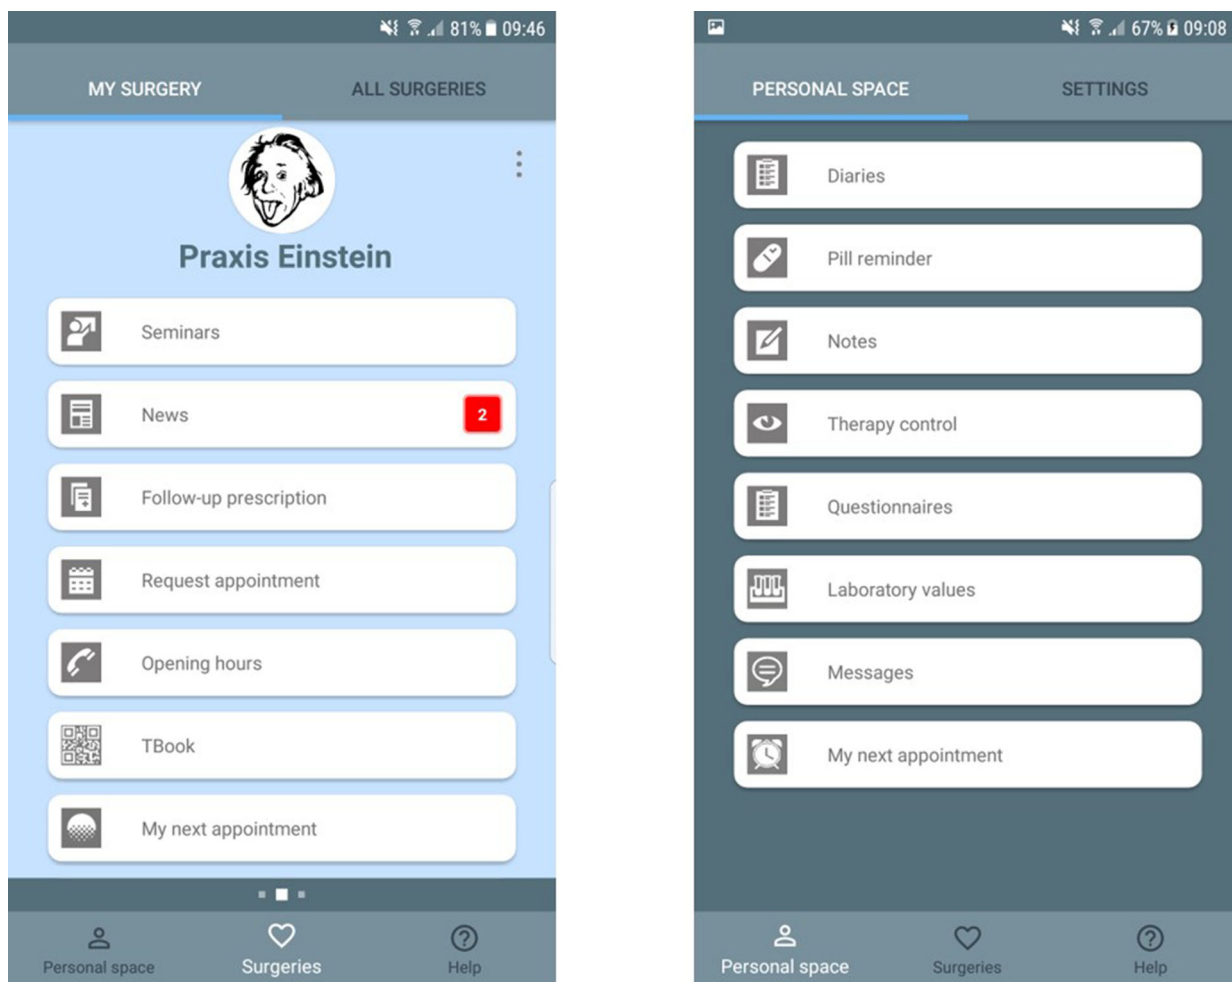 81% 09:46
MY SURGERY ALL SURGERIES
Praxis Einstein
Seminars
News 2
Follow-up prescription
Request appointment
Opening hours
TBook
My next appointment
Personal space Surgeries Help
67% 09:08
PERSONAL SPACE SETTINGS
Diaries
Pill reminder
Notes
Therapy control
Questionnaires
Laboratory values
Messages
My next appointment
Personal space Surgeries Help